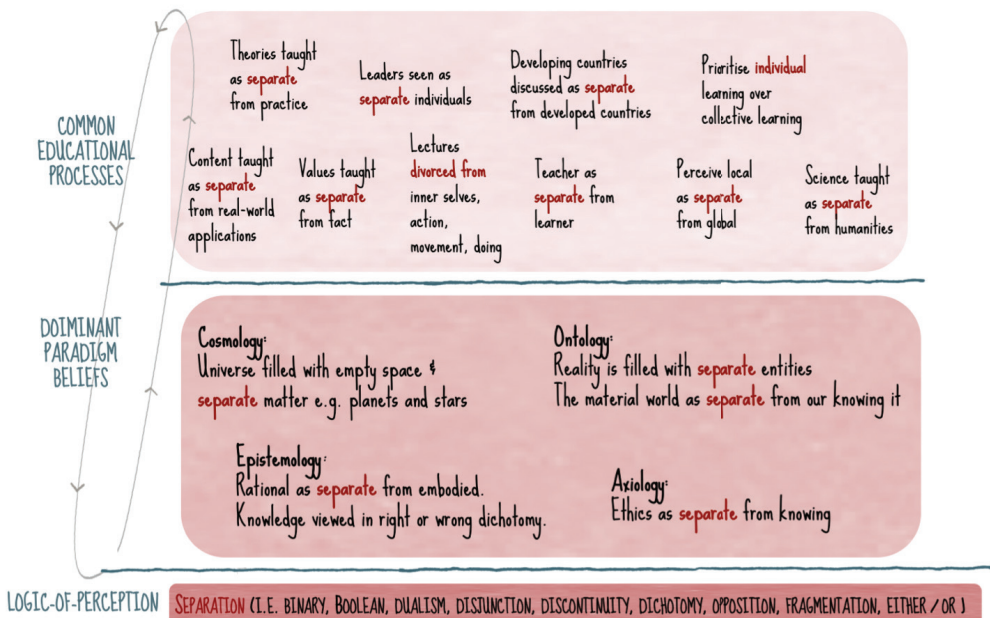 COMMON
EDUCATIONAL
PROCESSES
Theories taught
as separate
from practice
Leaders seen as
separate individuals
Developing countries
discussed as separate
from developed countries
Prioritise individual
learning over
collective learning
Content taught
as separate
from real-world
applications
Values taught
as separate
from fact
Lectures
divorced from
inner selves,
action,
movement, doing
Teacher as
separate from
learner
Perceive local
as separate
from global
Science taught
as separate
from humanities
DOIMINANT
PARADIGM
BELIEFS
Cosmology:
Universe filled with empty space &
separate matter e.g. planets and stars
Ontology:
Reality is filled with separate entities
The material world as separate from our knowing it
Epistemology:
Rational as separate from embodied.
Knowledge viewed in right or wrong dichotomy.
Axiology:
Ethics as separate from knowing
LOGIC-OF-PERCEPTION
SEPARATION (I.E. BINARY, BOOLEAN, DUALISM, DISJUNCTION, DISCONTINUITY, DICHOTOMY, OPPOSITION, FRAGMENTATION, EITHER / OR )